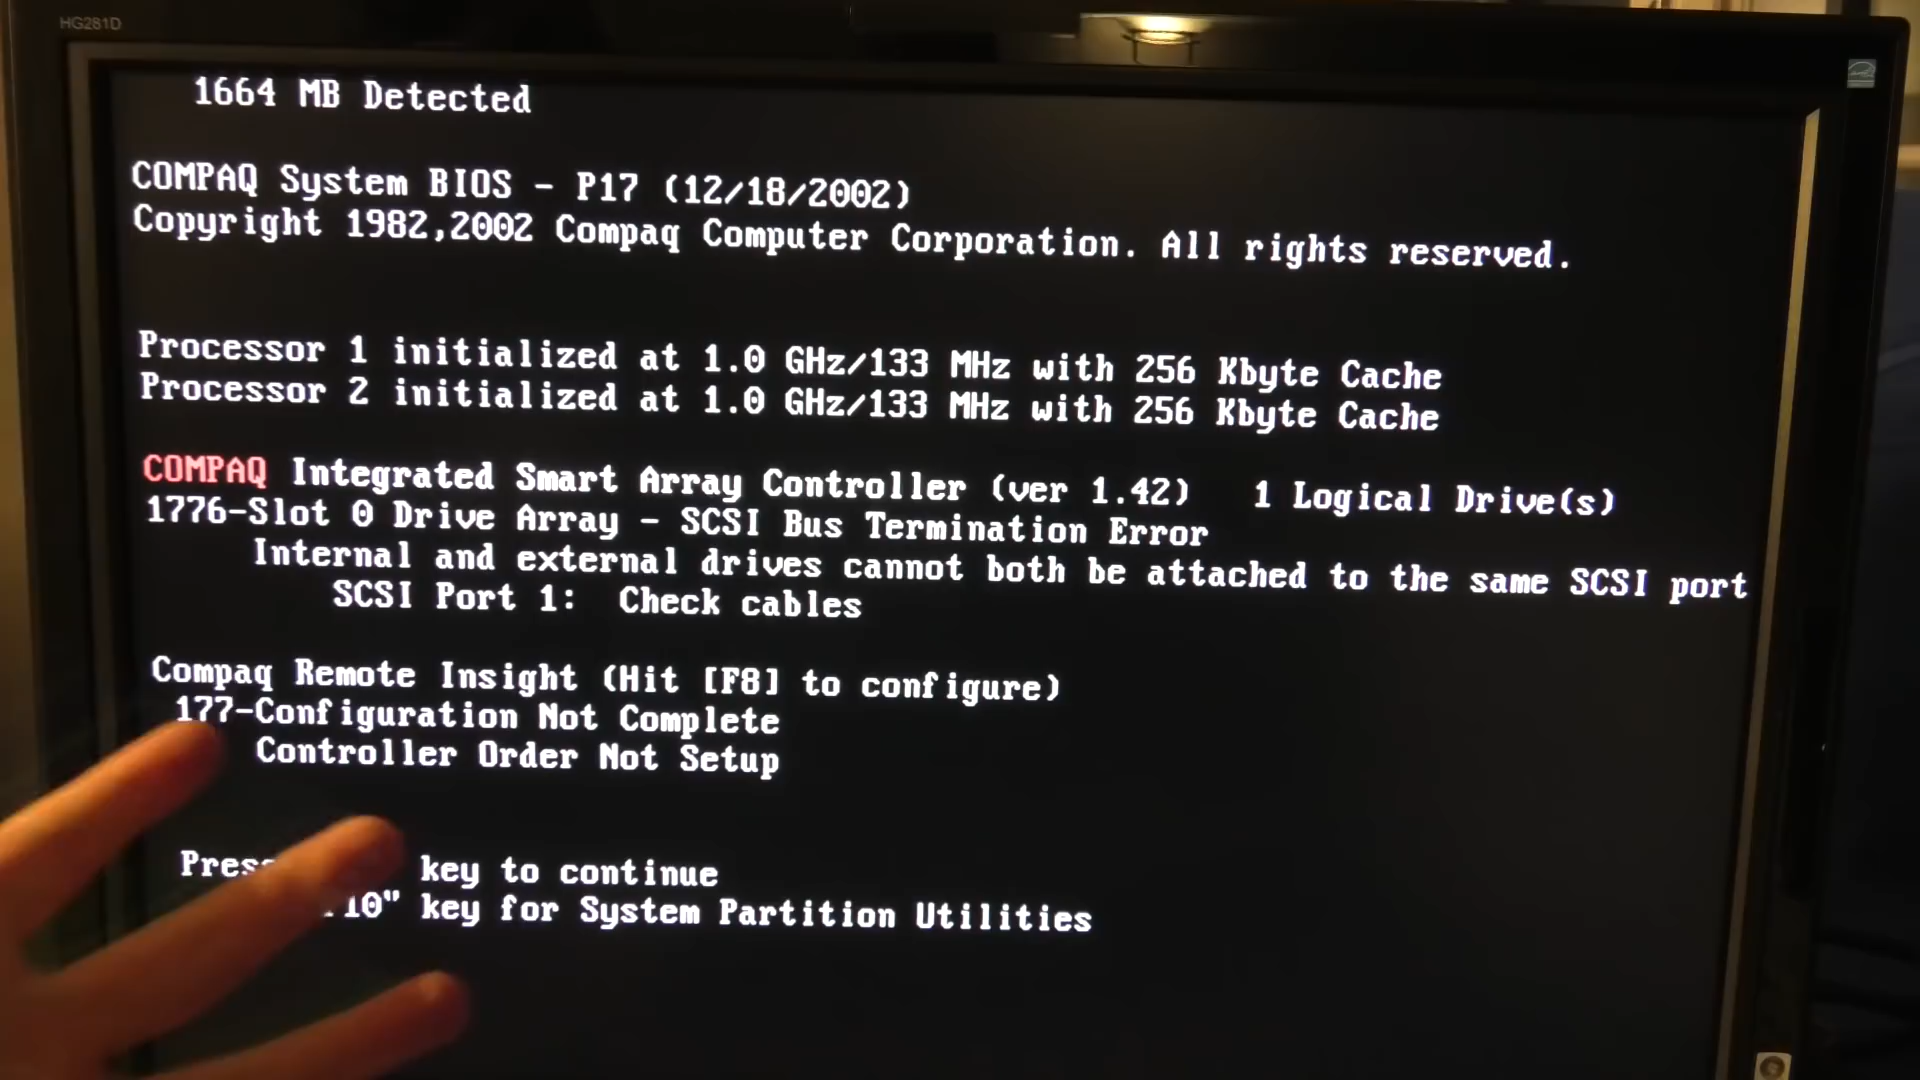 HG281D
1664 MB Detected
COMPAQ System BIOS - P17 (12/18/2002)
Copyright 1982,2002 Compaq Computer Corporation. All rights reserved.
Processor 1 initialized at 1.0 GHz/133 MHz with 256 Kbyte Cache
Processor 2 initialized at 1.0 GHz/133 MHz with 256 Kbyte Cache
COMPAQ Integrated Smart Array Controller (ver 1.42) 1 Logical Drive(s)
1776-Slot 0 Drive Array - SCSI Bus Termination Error
Internal and external drives cannot both be attached to the same SCSI port
SCSI Port 1: Check cables
Compaq Remote Insight (Hit [F8] to configure)
177-Configuration Not Complete
Controller Order Not Setup
key to continue
10" key for System Partition Utilities